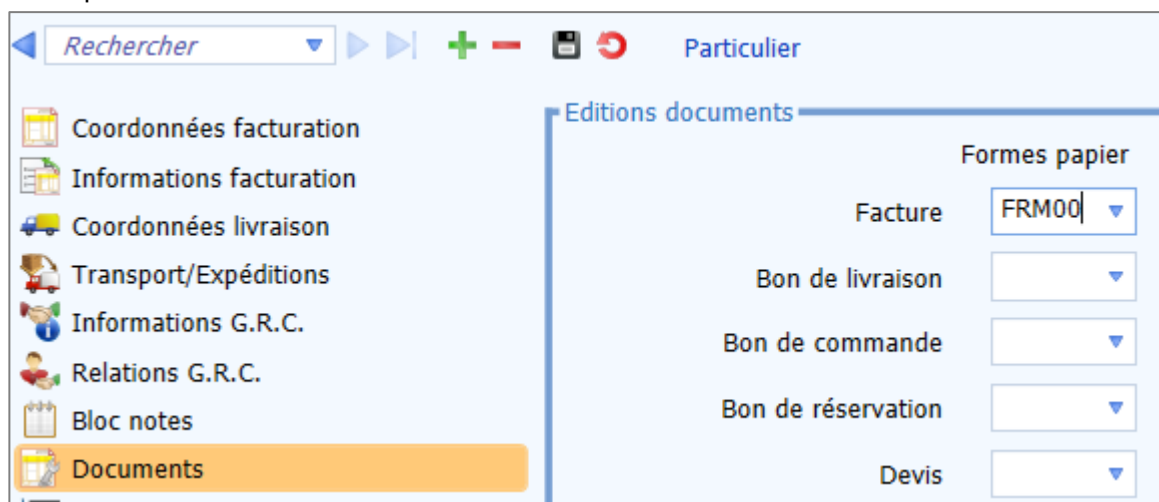 Rechercher
Particulier
Coordonnées facturation
Informations facturation
Coordonnées livraison
Transport/Expéditions
Informations G.R.C.
Relations G.R.C.
Bloc notes
Documents
Editions documents
Formes papier
Facture FRM00
Bon de livraison
Bon de commande
Bon de réservation
Devis